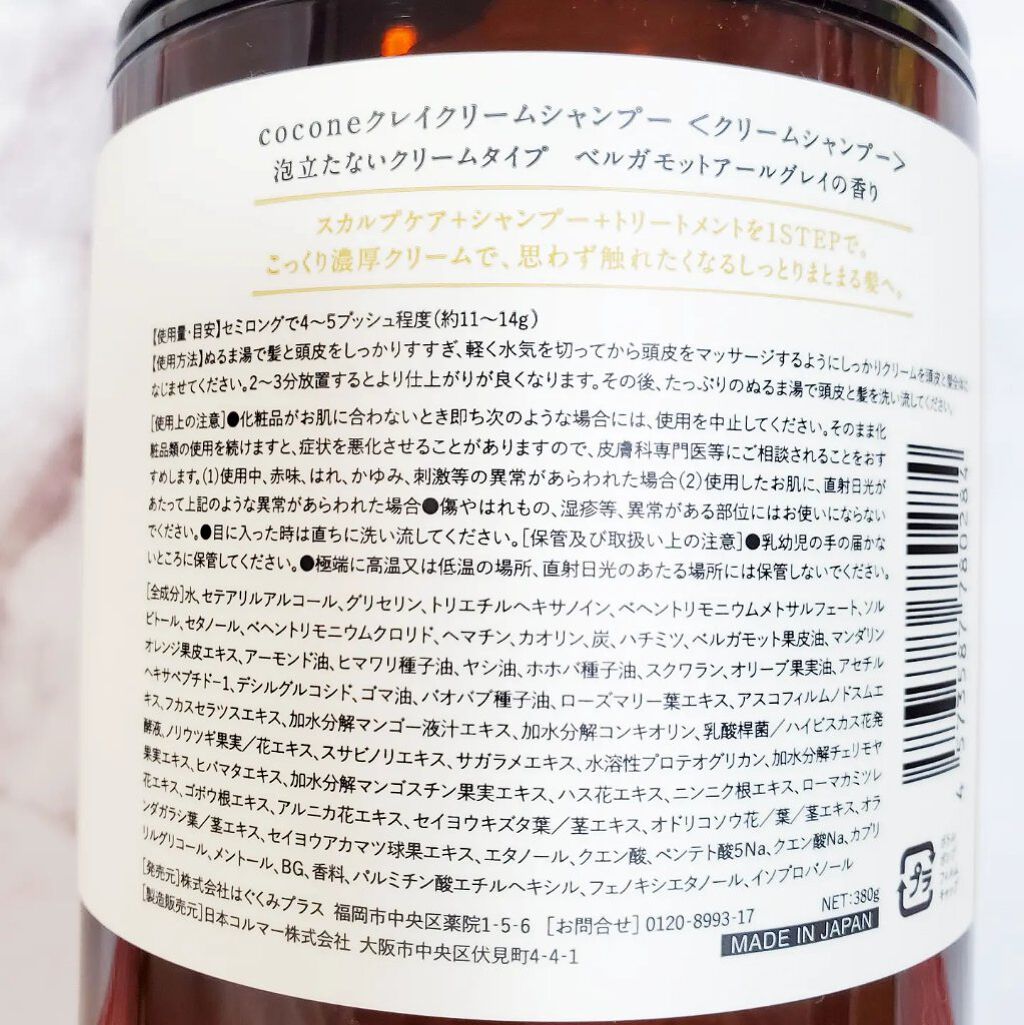 coconeクレイクリームシャンプー <クリームシャンプー>
泡立たないクリームタイプ ベルガモットアールグレイの香り
スカルプケア+シャンプー+トリートメントを1STEPで。
こっくり濃厚クリームで、思わず触れたくなるしっとりまとまる髪へ。
【使用量・目安】セミロングで4〜5プッシュ程度(約11〜14g)
【使用方法】ぬるま湯で髪と頭皮をしっかりすすぎ、軽く水気を切ってから頭皮をマッサージするようにしっかりクリームを頭皮と髪全体に
なじませてください。2〜3分放置するとより仕上がりが良くなります。その後、たっぷりのぬるま湯で頭皮と髪を洗い流してください。
[使用上の注意]●化粧品がお肌に合わないとき即ち次のような場合には、使用を中止してください。そのまま化
粧品類の使用を続けますと、症状を悪化させることがありますので、皮膚科専門医等にご相談されることをおす
すめします。(1)使用中、赤味、はれ、かゆみ、刺激等の異常があらわれた場合(2)使用したお肌に、直射日光が
あたって上記のような異常があらわれた場合●傷やはれもの、湿疹等、異常がある部位にはお使いにならない
でください。●目に入った時は直ちに洗い流してください。[保管及び取扱い上の注意]●乳幼児の手の届かな
いところに保管してください。●極端に高温又は低温の場所、直射日光のあたる場所には保管しないでください。
[全成分]水、セテアリルアルコール、グリセリン、トリエチルヘキサノイン、ベヘントリモニウムメトサルフェート、ソル
ビトール、セタノール、ベヘントリモニウムクロリド、ヘマチン、カオリン、炭、ハチミツ、ベルガモット果皮油、マンダリン
オレンジ果皮エキス、アーモンド油、ヒマワリ種子油、ヤシ油、ホホバ種子油、スクワラン、オリーブ果実油、アセチル
ヘキサペプチド-1、デシルグルコシド、ゴマ油、バオバブ種子油、ローズマリー葉エキス、アスコフィルムノドスムエ
キス、フカスセラツスエキス、加水分解マンゴー液汁エキス、加水分解コンキオリン、乳酸桿菌/ハイビスカス花発
酵液、ノリウツギ果実/花エキス、スサビノリエキス、サガラメエキス、水溶性プロテオグリカン、加水分解チェリモヤ
果実エキス、ヒバマタエキス、加水分解マンゴスチン果実エキス、ハス花エキス、ニンニク根エキス、ローマカミツレ
花エキス、ゴボウ根エキス、アルニカ花エキス、セイヨウキズタ葉/茎エキス、オドリコソウ花/葉/茎エキス、オラ
ンダガラシ葉/茎エキス、セイヨウアカマツ球果エキス、エタノール、クエン酸、ペンテト酸5Na、クエン酸Na、カプリ
リルグリコール、メントール、BG、香料、パルミチン酸エチルヘキシル、フェノキシエタノール、イソプロパノール
[発売元]株式会社はぐくみプラス 福岡市中央区薬院1-5-6 [お問合せ]0120-8993-17
[製造販売元]日本コルマー株式会社 大阪市中央区伏見町4-4-1
NET:380g
MADE IN JAPAN
プラ